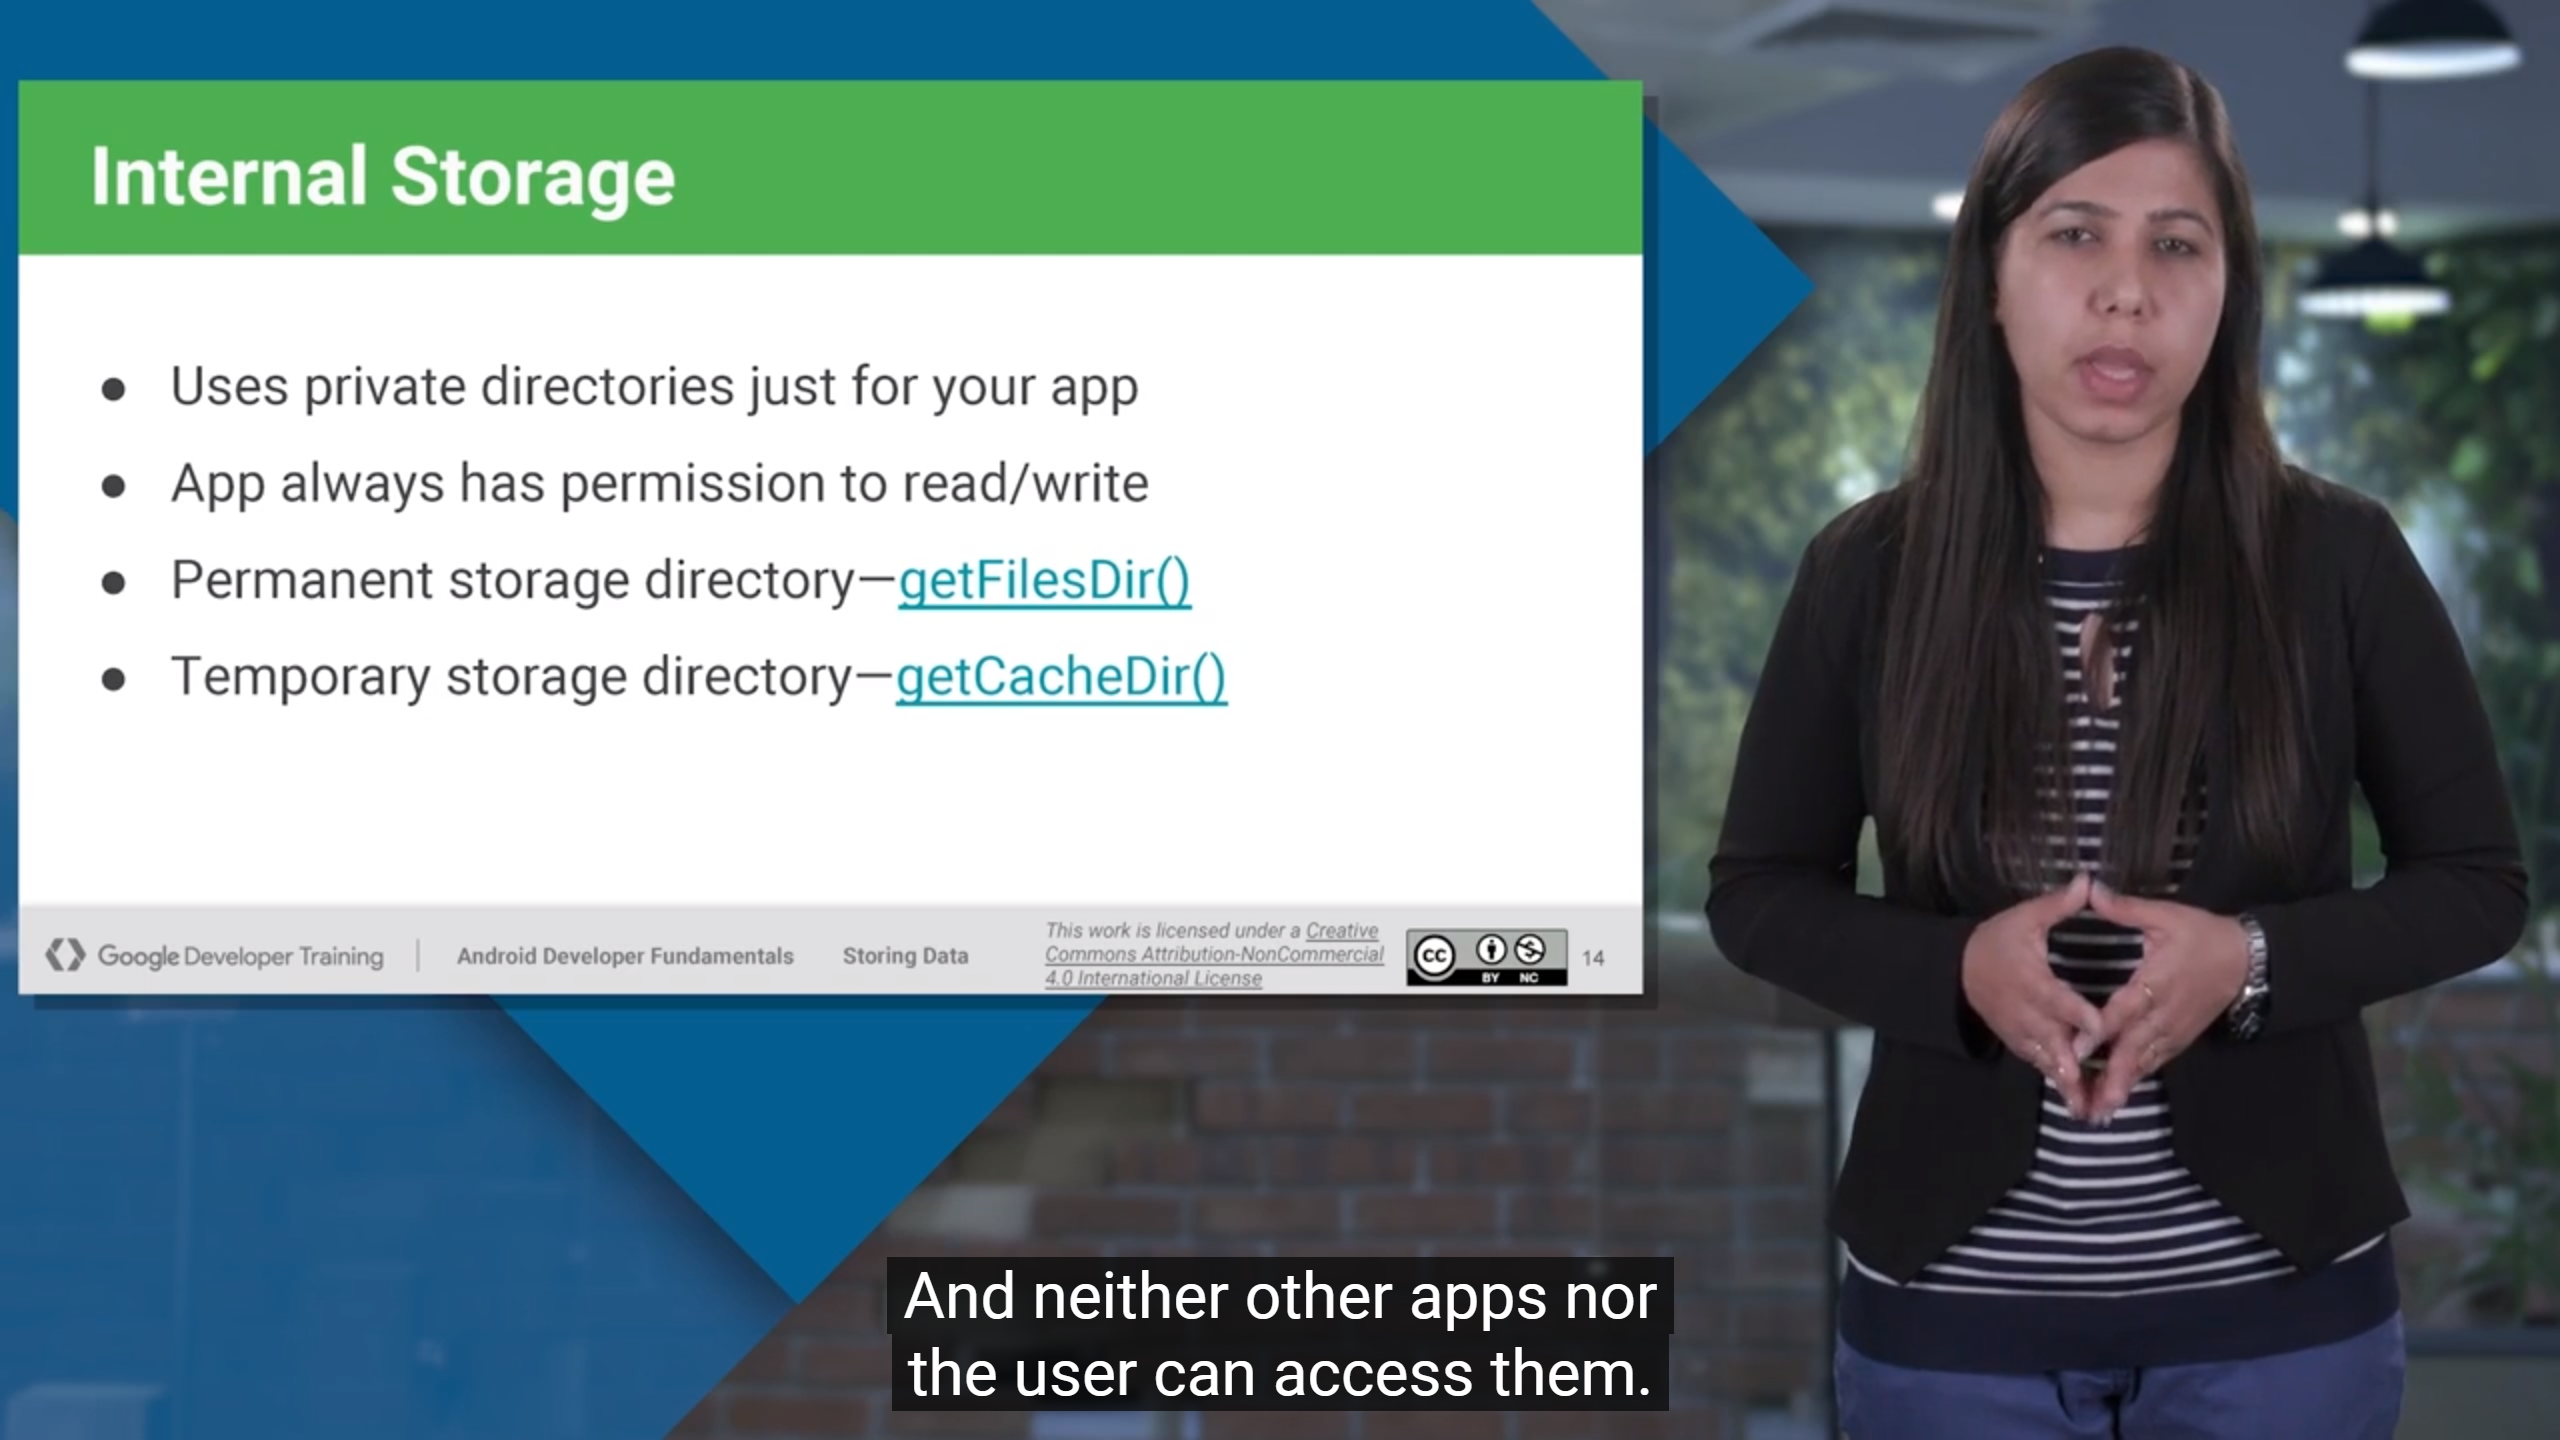 Internal Storage
● Uses private directories just for your app
● App always has permission to read/write
● Permanent storage directory—getFilesDir()
● Temporary storage directory—getCacheDir()
Google Developer Training | Android Developer Fundamentals Storing Data
This work is licensed under a Creative
Commons Attribution-NonCommercial
4.0 International License
CC BY NC
14
And neither other apps nor
the user can access them.